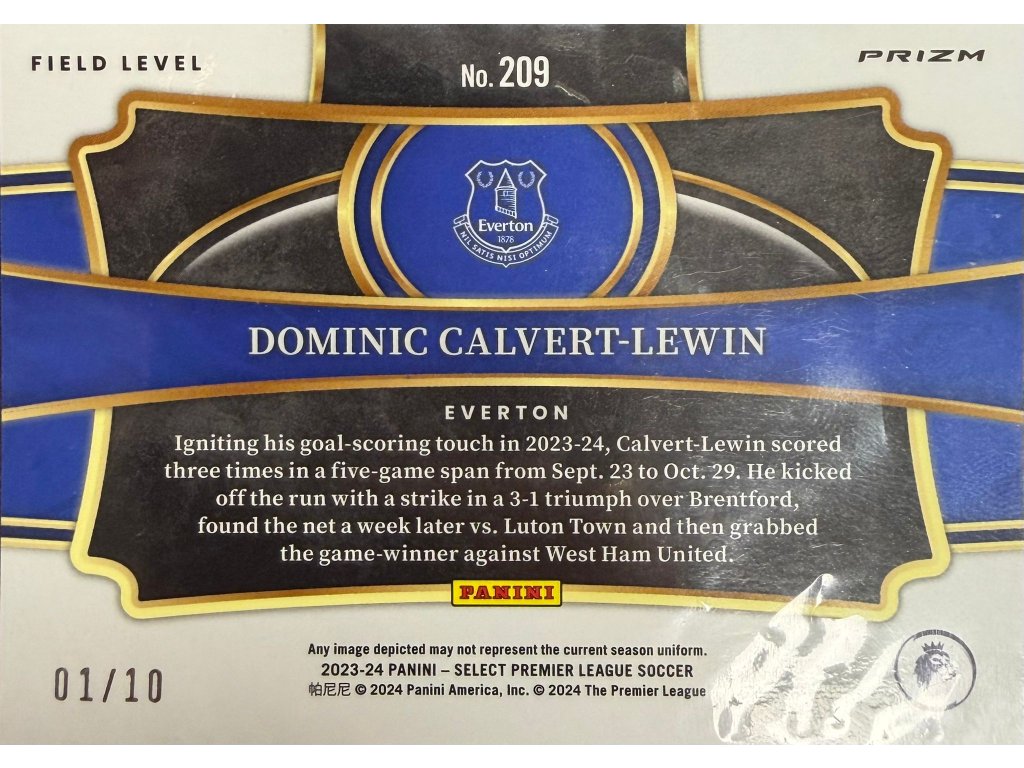 FIELD LEVEL
No. 209
PRIZM
Everton
1878
NIL SATIS NISI OPTIMUM
DOMINIC CALVERT-LEWIN
EVERTON
Igniting his goal-scoring touch in 2023-24, Calvert-Lewin scored
three times in a five-game span from Sept. 23 to Oct. 29. He kicked
off the run with a strike in a 3-1 triumph over Brentford,
found the net a week later vs. Luton Town and then grabbed
the game-winner against West Ham United.
PANINI
Any image depicted may not represent the current season uniform.
2023-24 PANINI – SELECT PREMIER LEAGUE SOCCER
帕尼尼 © 2024 Panini America, Inc. © 2024 The Premier League
01/10